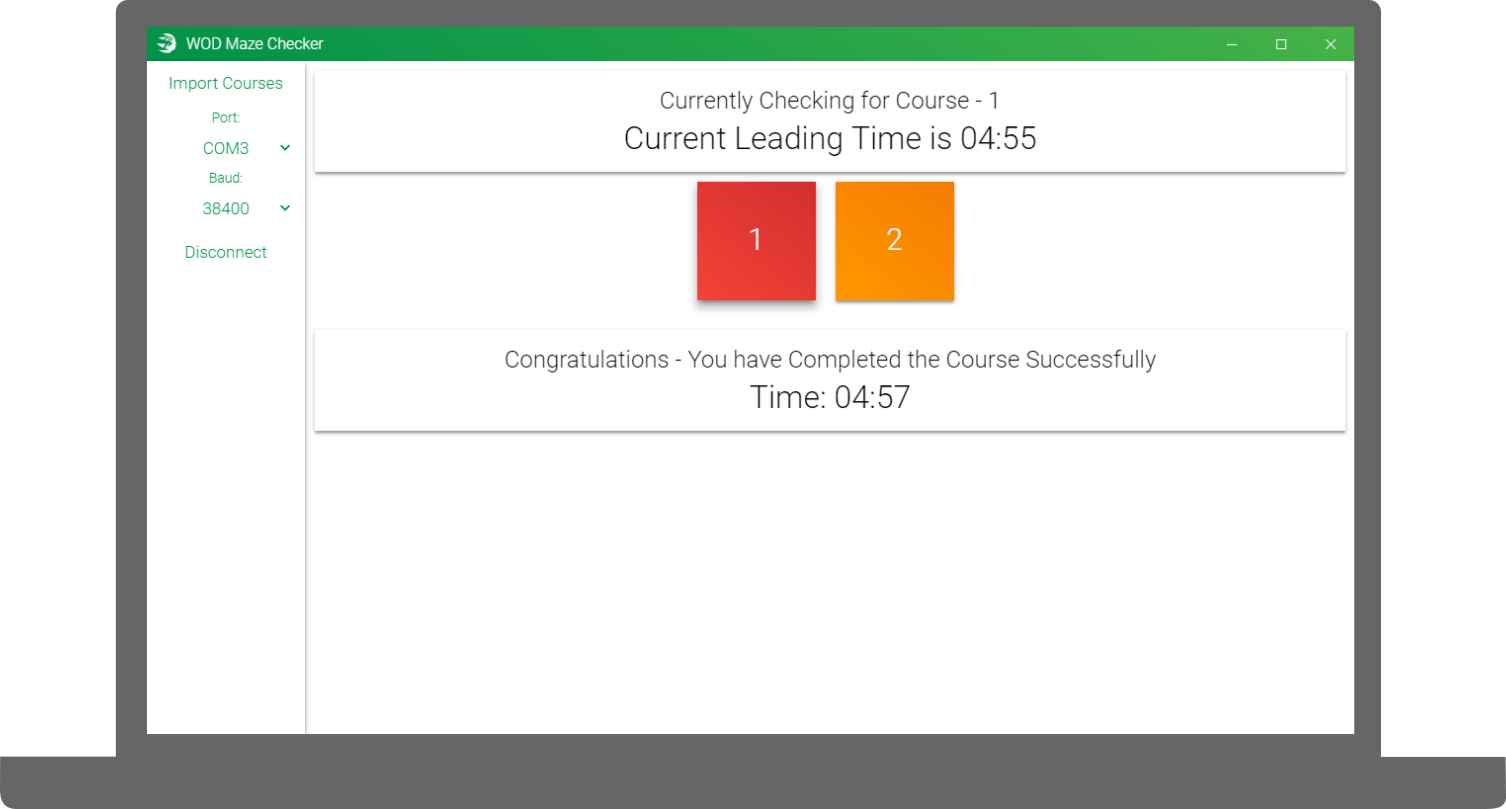 WOD Maze Checker
Import Courses
Port:
COM3
Baud:
38400
Disconnect
Currently Checking for Course - 1
Current Leading Time is 04:55
1
2
Congratulations - You have Completed the Course Successfully
Time: 04:57